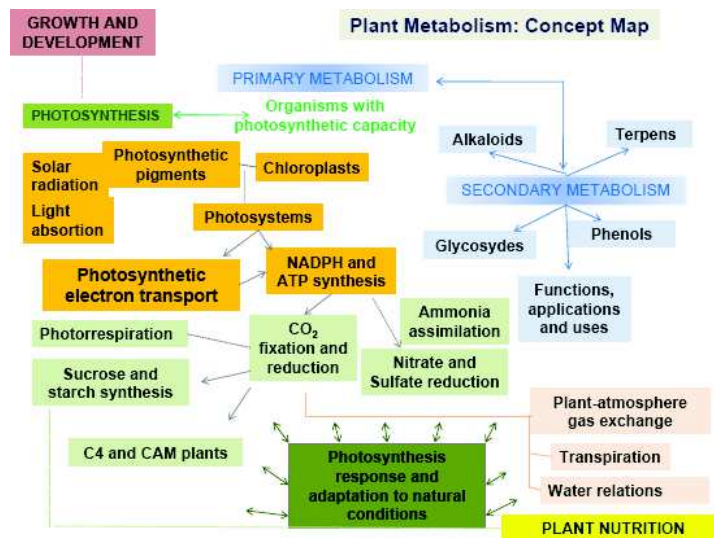 GROWTH AND
DEVELOPMENT
Plant Metabolism: Concept Map
PRIMARY METABOLISM
PHOTOSYNTHESIS
Organisms with
photosynthetic capacity
Alkaloids
Terpens
Solar
radiation
Photosynthetic
pigments
Chloroplasts
SECONDARY METABOLISM
Light
absortion
Photosystems
Glycosydes
Phenols
Photosynthetic
electron transport
NADPH and
ATP synthesis
Functions,
applications
and uses
Ammonia
assimilation
Photorrespiration
CO₂
fixation and
reduction
Nitrate and
Sulfate reduction
Sucrose and
starch synthesis
Plant-atmosphere
gas exchange
C4 and CAM plants
Photosynthesis
response and
adaptation to natural
conditions
Transpiration
Water relations
PLANT NUTRITION